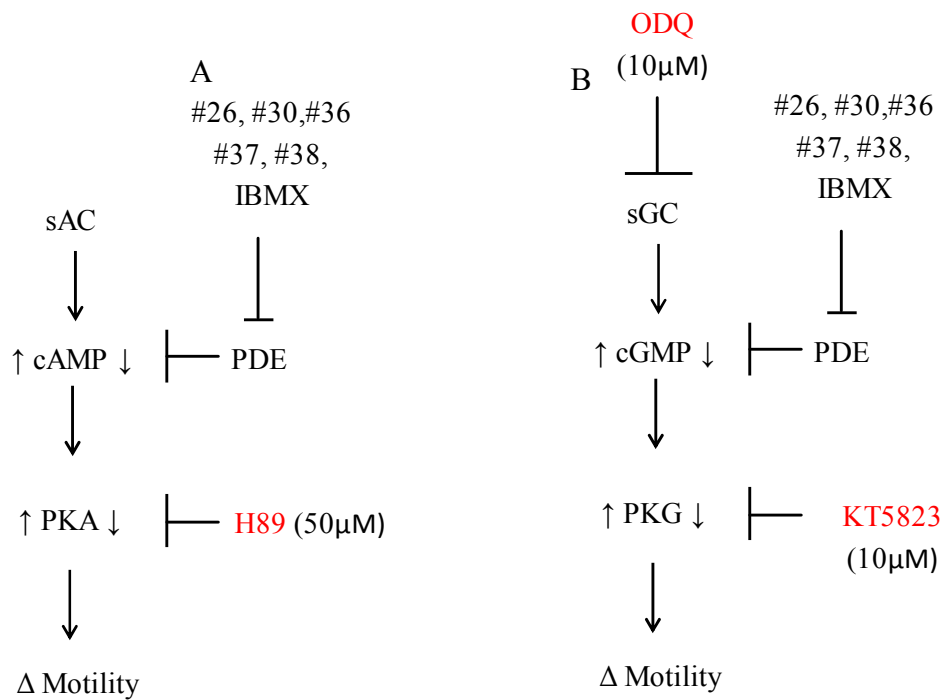 A
#26, #30,#36
#37, #38,
IBMX
sAC
↑ cAMP ↓
PDE
↑ PKA ↓
H89 (50µM)
Δ Motility
B
ODQ
(10µM)
#26, #30,#36
#37, #38,
IBMX
sGC
↑ cGMP ↓
PDE
↑ PKG ↓
KT5823
(10µM)
Δ Motility